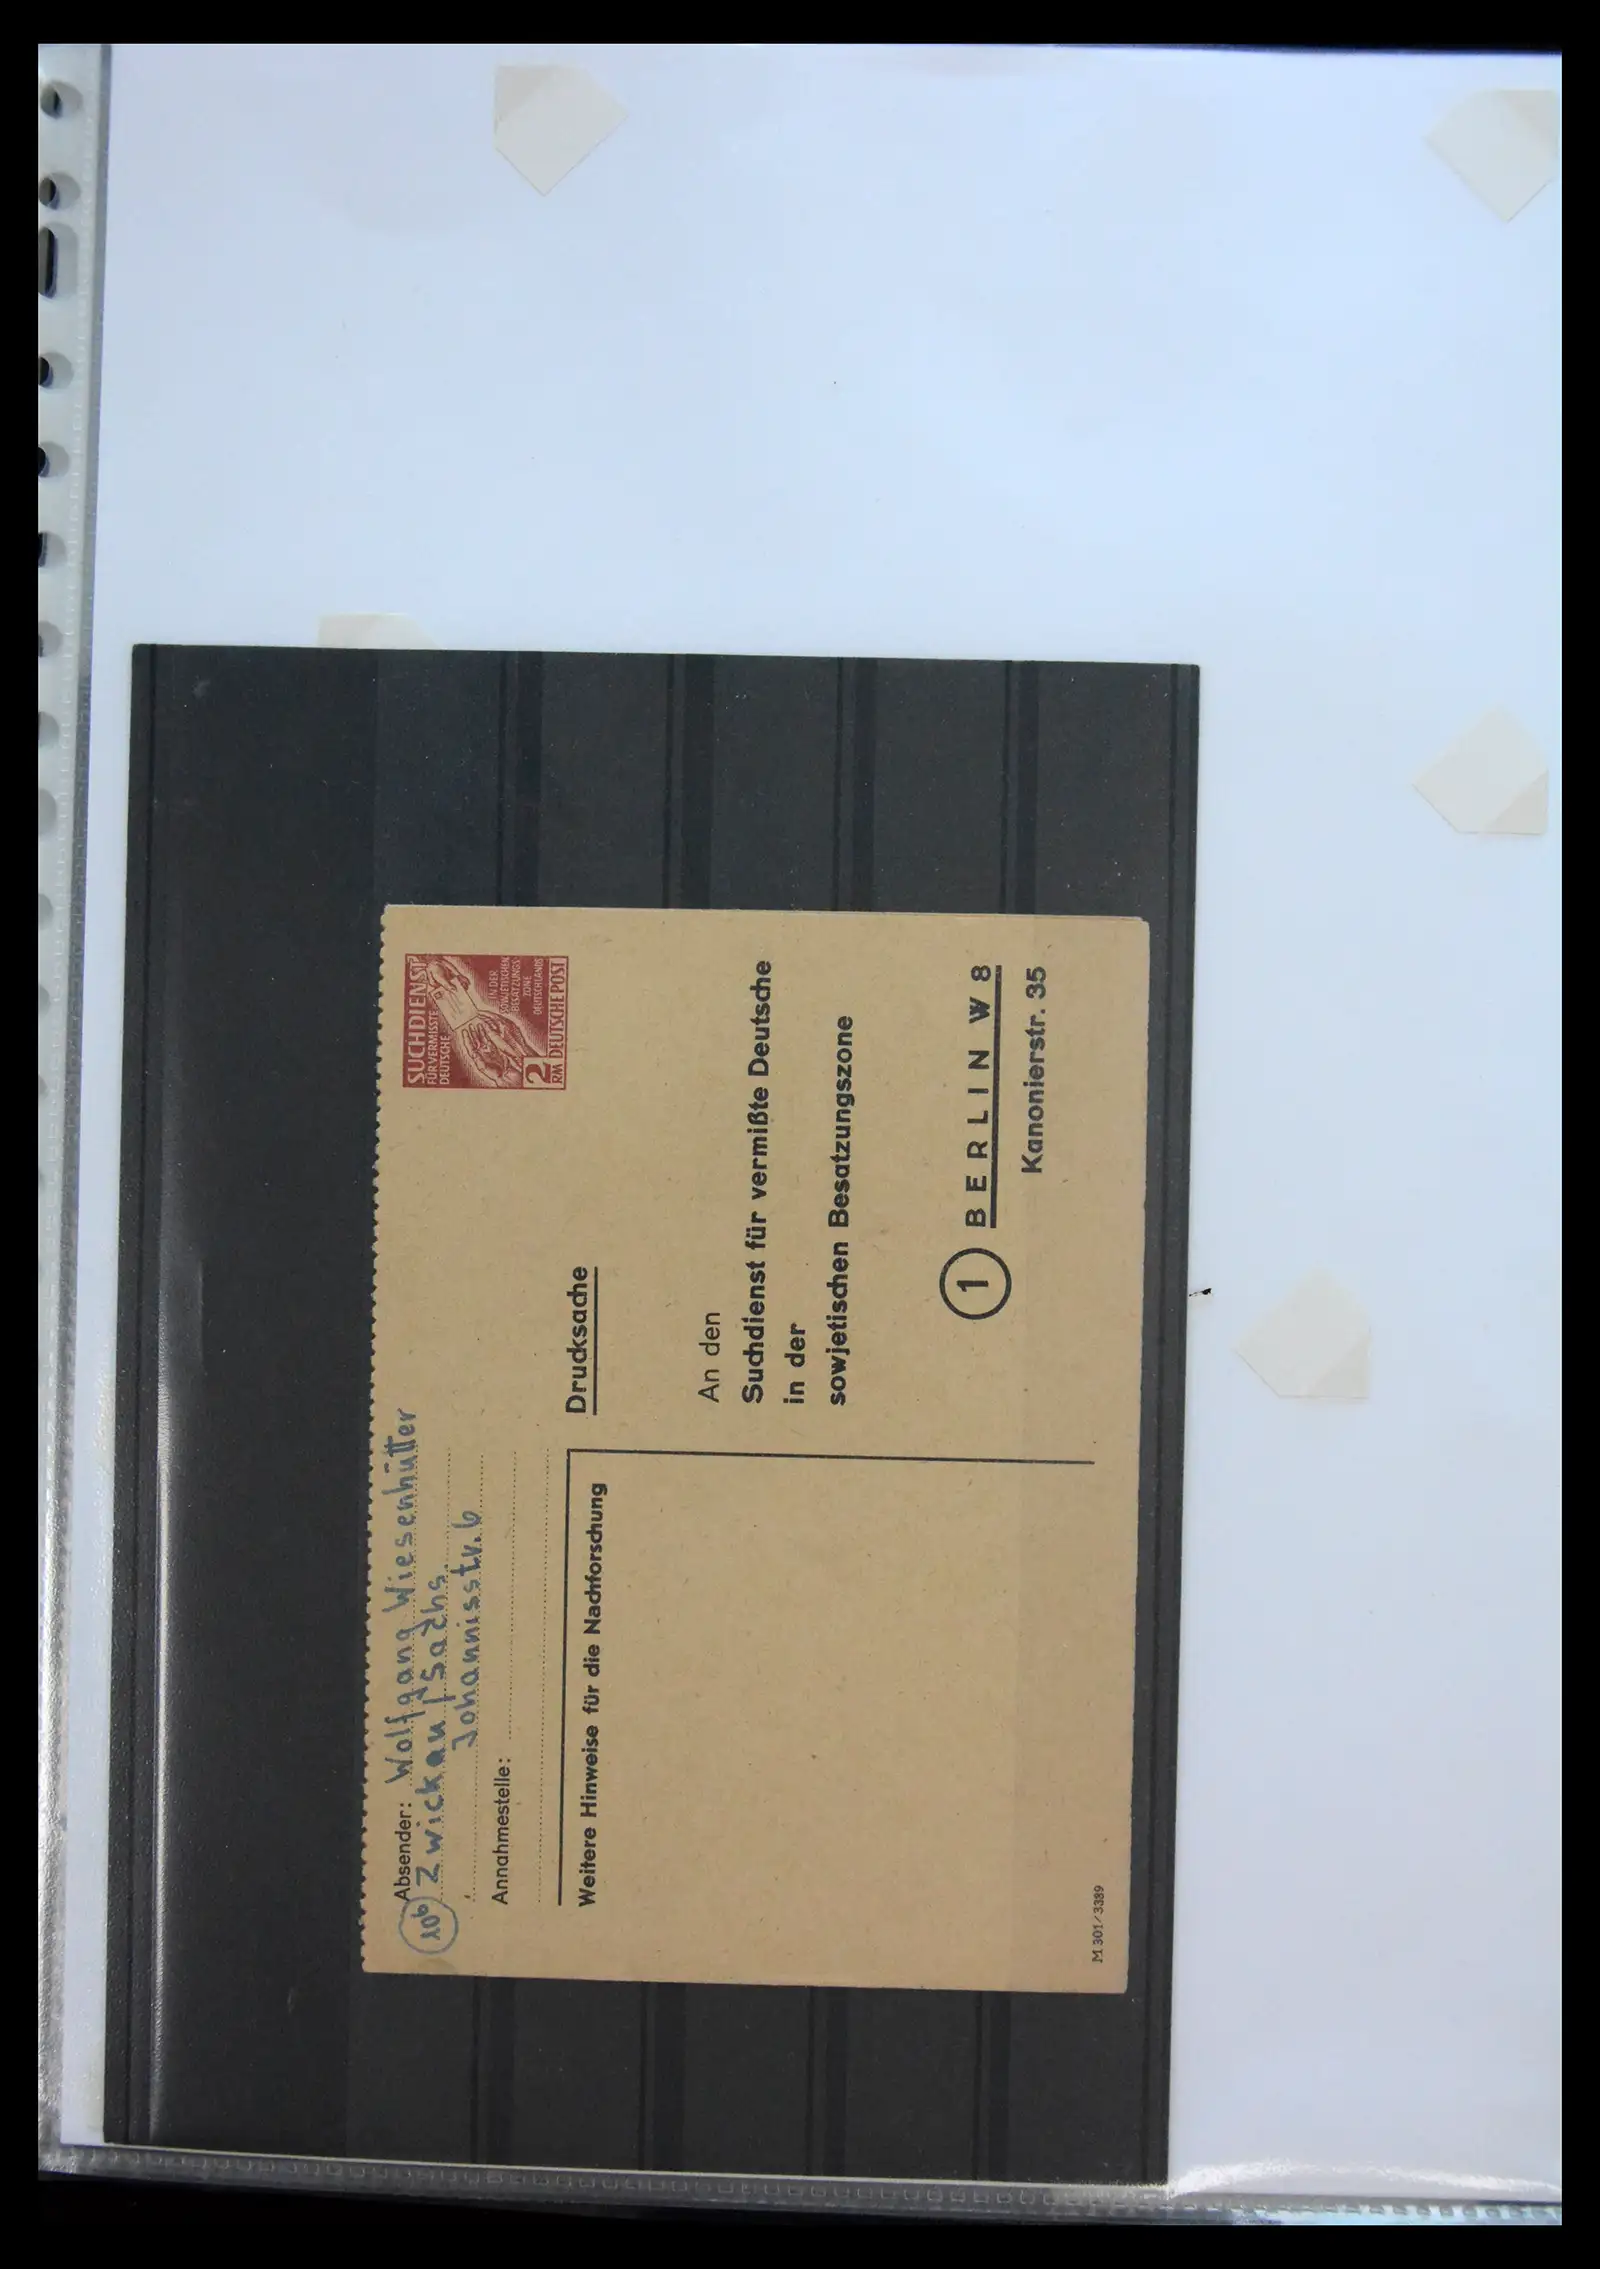 Absender: Wolfgang Wiesenhütter
10b Zwickau/Sachs.
Johannisstr. 6
Annahmestelle:
SUCHDIENST
FÜR VERMISSTE
DEUTSCHE
IN DER
SOWJETISCHEN
BESATZUNGS-
ZONE
DEUTSCHLANDS
2
RM DEUTSCHE POST
Drucksache
Weitere Hinweise für die Nachforschung
An den
Suchdienst für vermißte Deutsche
in der
sowjetischen Besatzungszone
1 BERLIN W 8
Kanonierstr. 35
M 301/3389